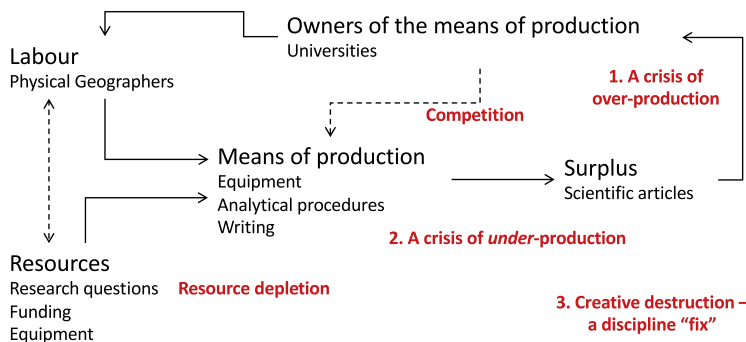 Owners of the means of production
Universities
Labour
Physical Geographers
1. A crisis of
over-production
Competition
Means of production
Equipment
Analytical procedures
Writing
Surplus
Scientific articles
2. A crisis of under-production
Resources
Research questions
Funding
Equipment
Resource depletion
3. Creative destruction –
a discipline “fix”